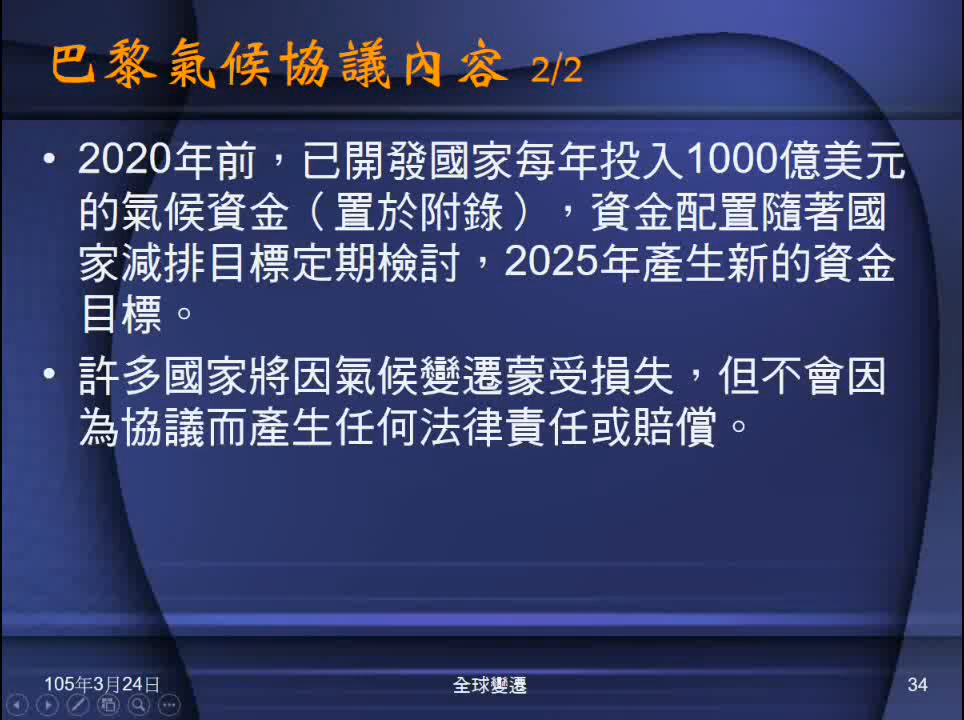 巴黎氣候協議內容 2/2
• 2020年前，已開發國家每年投入1000億美元
的氣候資金（置於附錄），資金配置隨著國
家減排目標定期檢討，2025年產生新的資金
目標。
• 許多國家將因氣候變遷蒙受損失，但不會因
為協議而產生任何法律責任或賠償。
105年3月24日
全球變遷
34